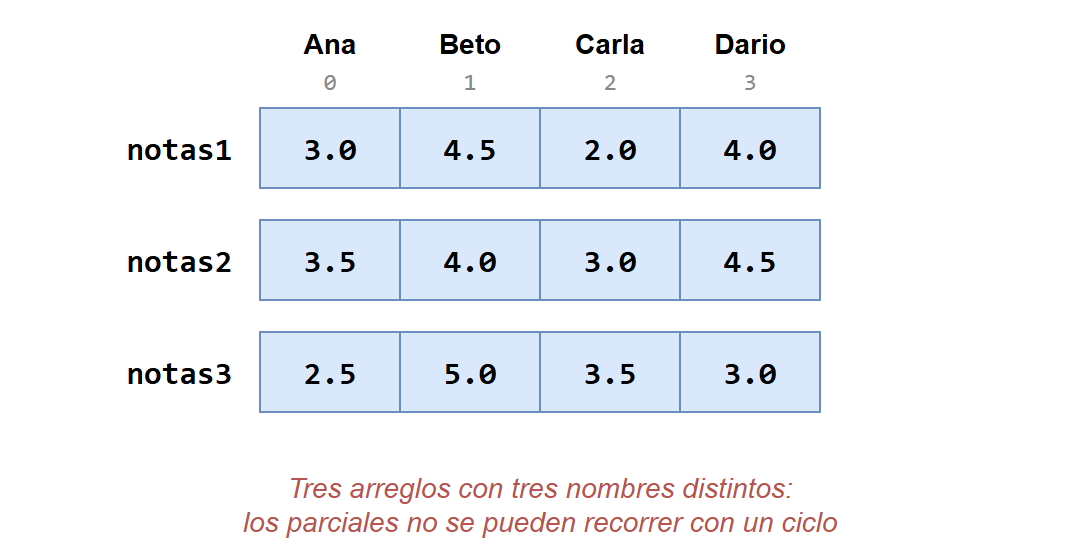 Ana Beto Carla Dario
0 1 2 3
notas1 3.0 4.5 2.0 4.0
notas2 3.5 4.0 3.0 4.5
notas3 2.5 5.0 3.5 3.0
Tres arreglos con tres nombres distintos:
los parciales no se pueden recorrer con un ciclo